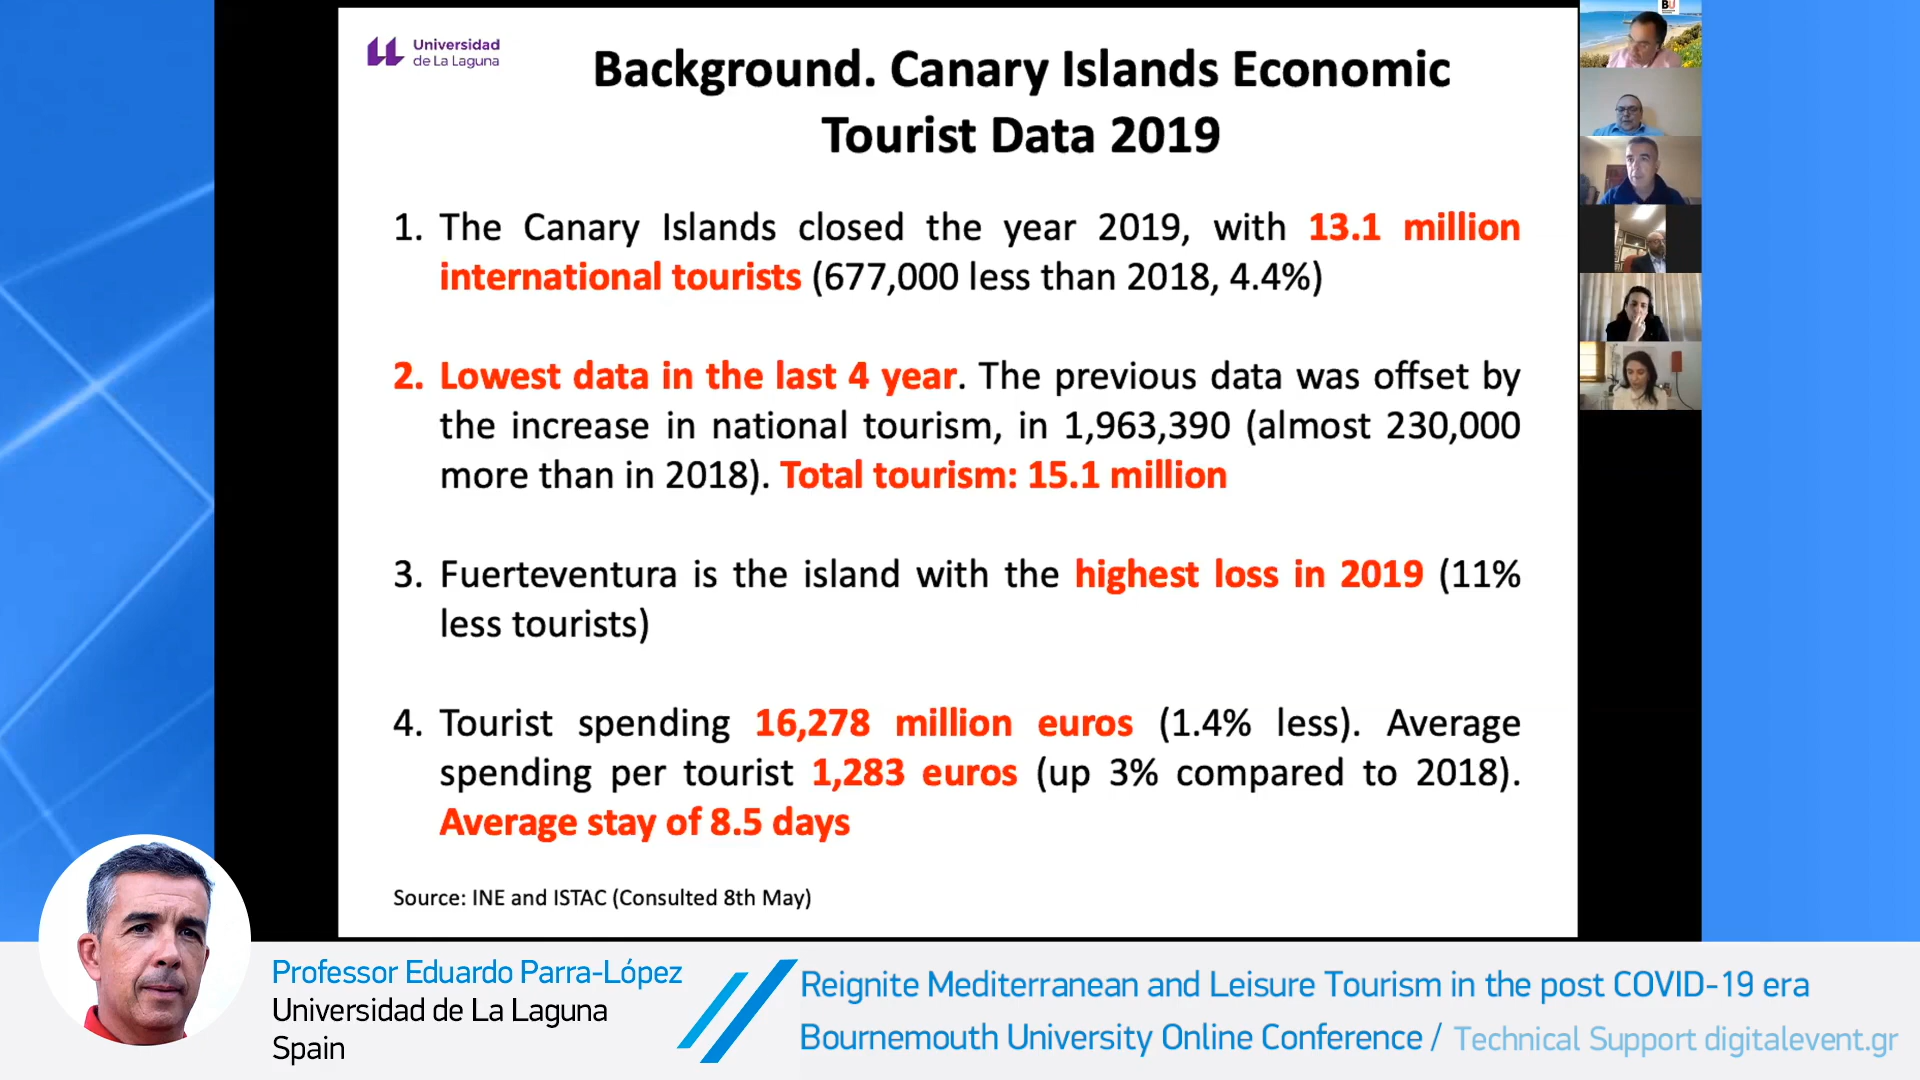 BU
Universidad
de La Laguna
Background. Canary Islands Economic
Tourist Data 2019
1. The Canary Islands closed the year 2019, with 13.1 million
international tourists (677,000 less than 2018, 4.4%)
2. Lowest data in the last 4 year. The previous data was offset by
the increase in national tourism, in 1,963,390 (almost 230,000
more than in 2018). Total tourism: 15.1 million
3. Fuerteventura is the island with the highest loss in 2019 (11%
less tourists)
4. Tourist spending 16,278 million euros (1.4% less). Average
spending per tourist 1,283 euros (up 3% compared to 2018).
Average stay of 8.5 days
Source: INE and ISTAC (Consulted 8th May)
Professor Eduardo Parra-López
Universidad de La Laguna
Spain
Reignite Mediterranean and Leisure Tourism in the post COVID-19 era
Bournemouth University Online Conference / Technical Support digitalevent.gr